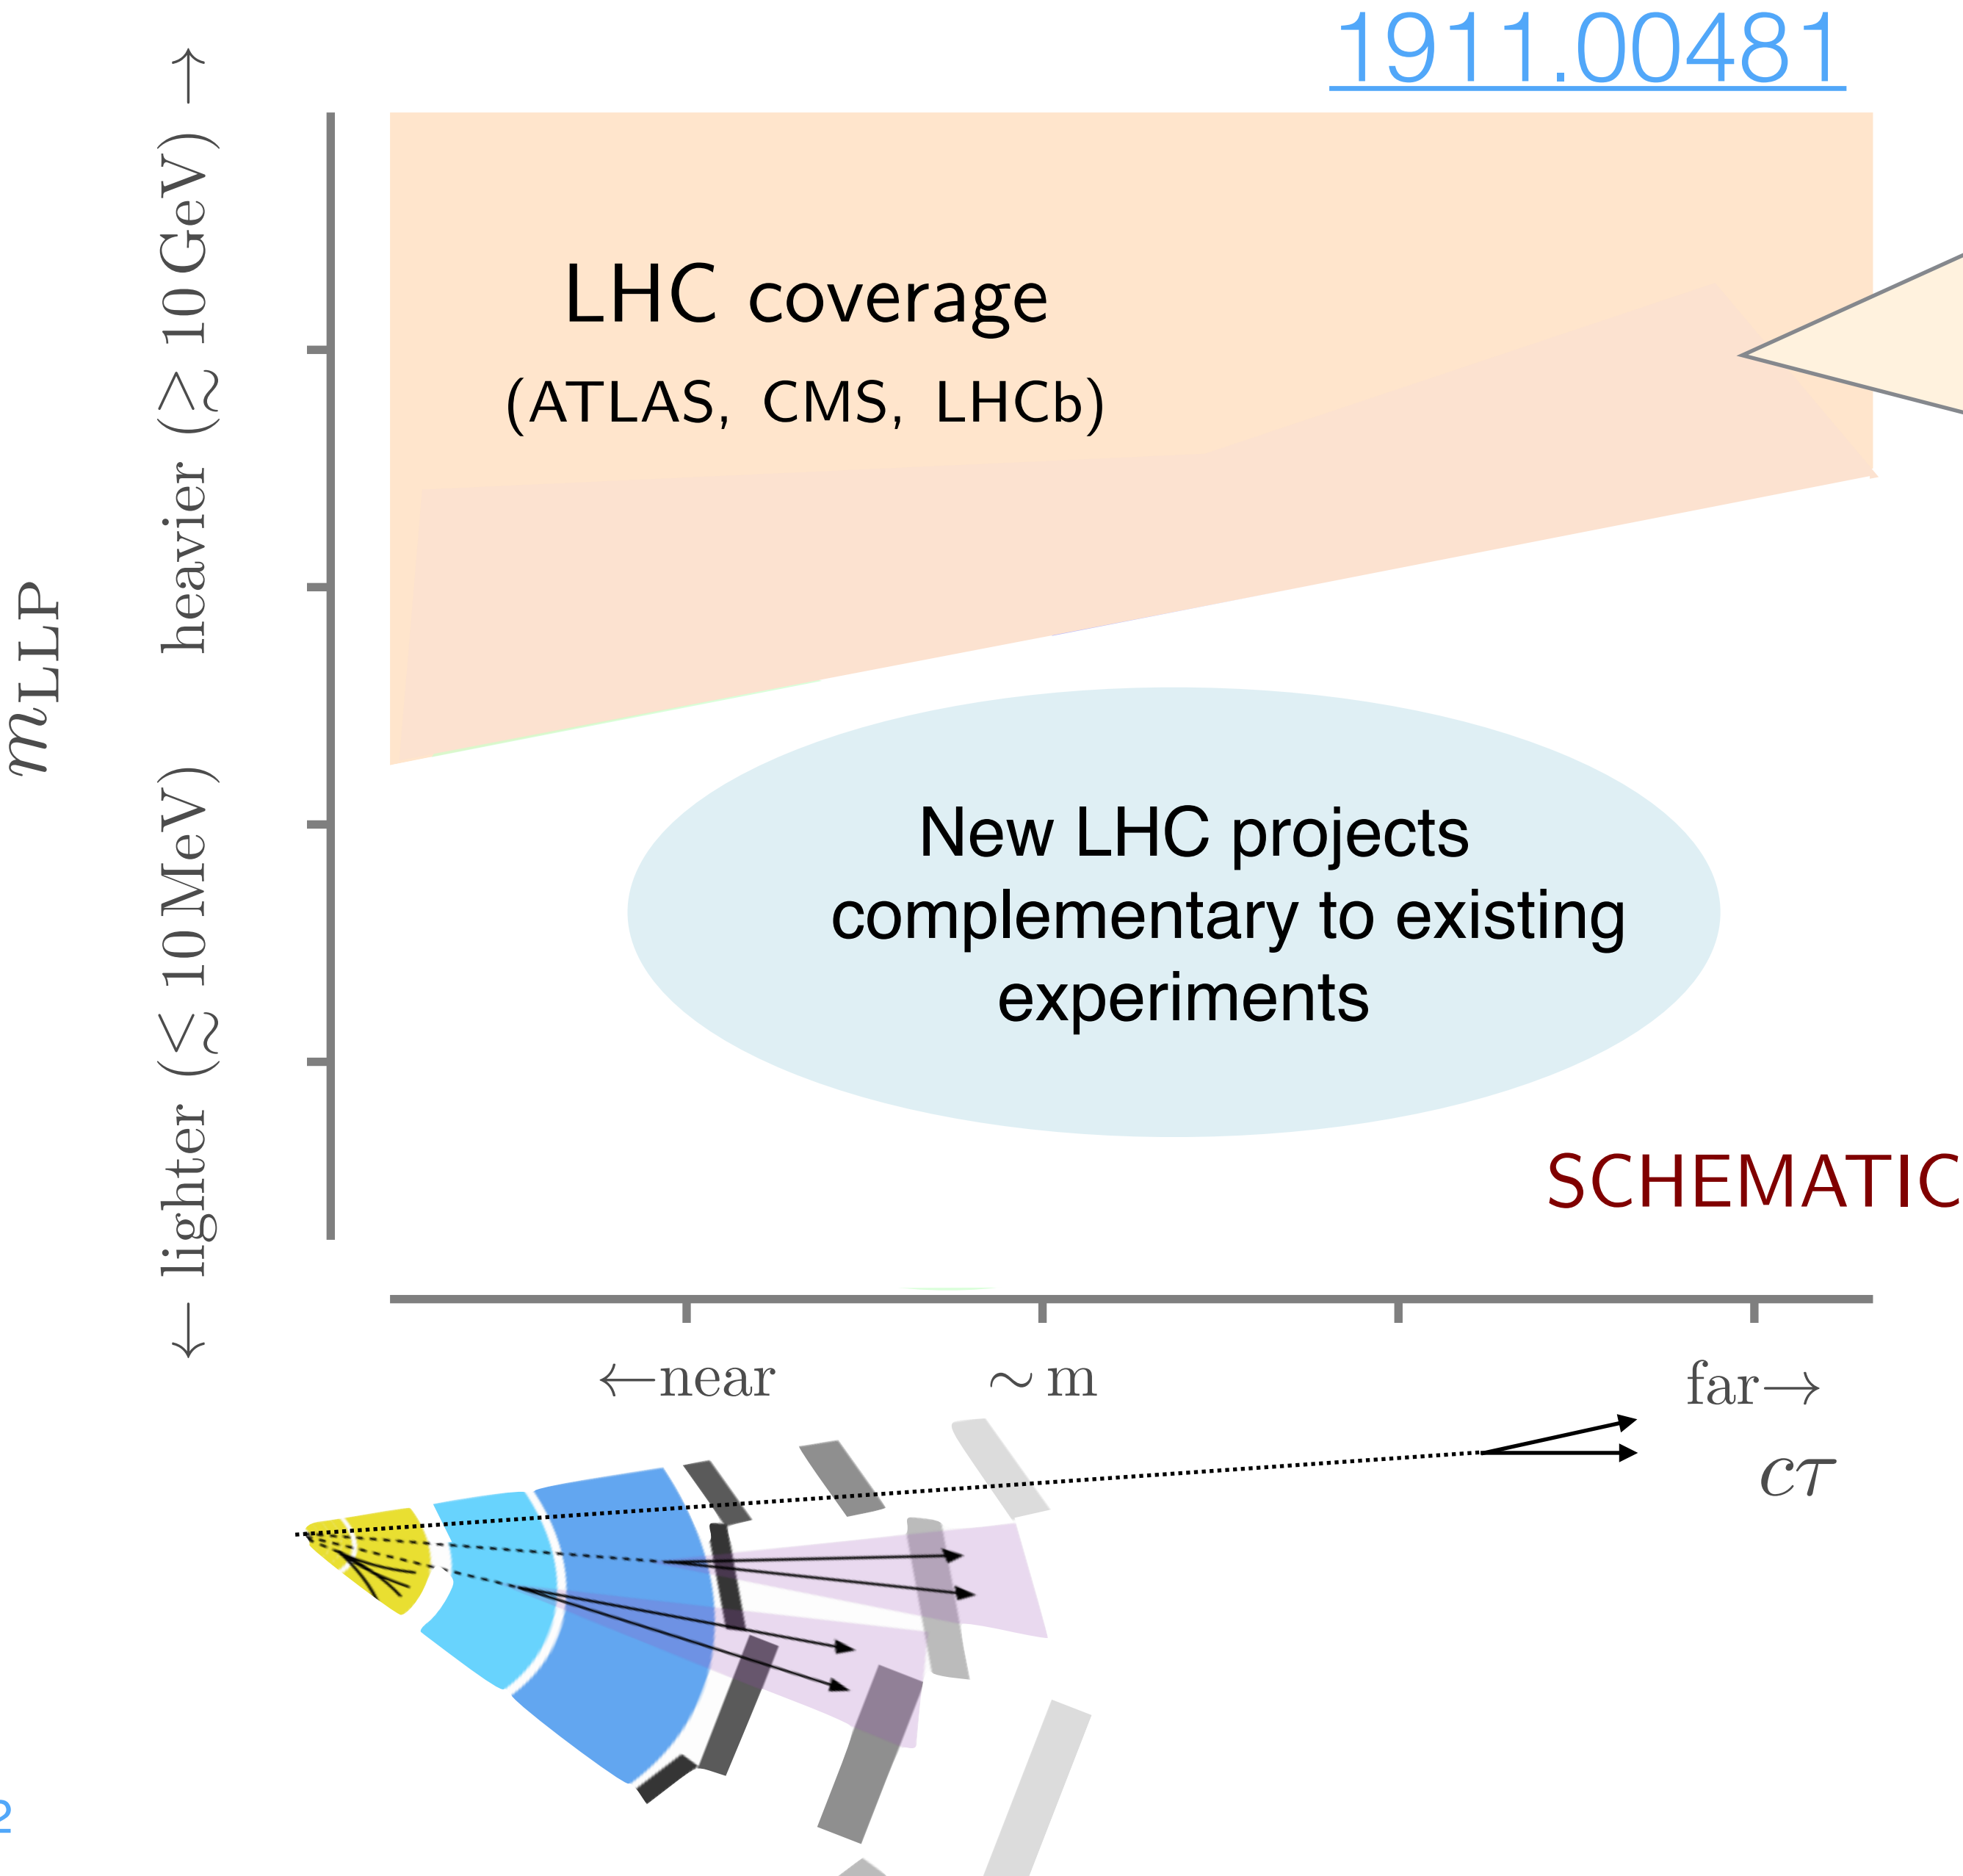 1911.00481
LHC coverage
(ATLAS, CMS, LHCb)
New LHC projects
complementary to existing
experiments
SCHEMATIC
m_LLP
← lighter (≲ 10 MeV) heavier (≳ 10 GeV) →
←near ∼ m far→
cτ
2